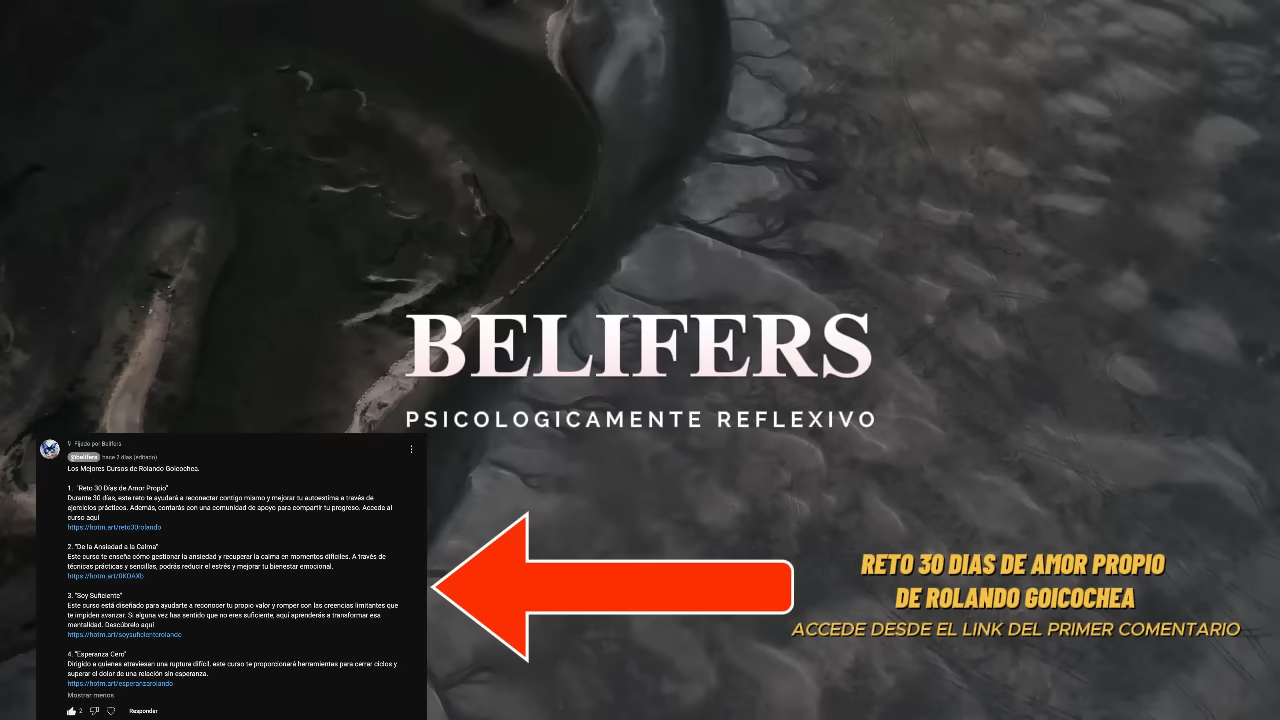 BELIFERS
PSICOLOGICAMENTE REFLEXIVO
Fijado por Belifers
@belifers hace 2 días (editado)
Los Mejores Cursos de Rolando Goicochea.
1. "Reto 30 Días de Amor Propio"
Durante 30 días, este reto te ayudará a reconectar contigo mismo y mejorar tu autoestima a través de
ejercicios prácticos. Además, contarás con una comunidad de apoyo para compartir tu progreso. Accede al
curso aquí
https://hotm.art/reto30rolando
2. "De la Ansiedad a la Calma"
Este curso te enseña cómo gestionar la ansiedad y recuperar la calma en momentos difíciles. A través de
técnicas prácticas y sencillas, podrás reducir el estrés y mejorar tu bienestar emocional.
https://hotm.art/0KOAXb
3. "Soy Suficiente"
Este curso está diseñado para ayudarte a reconocer tu propio valor y romper con las creencias limitantes que
te impiden avanzar. Si alguna vez has sentido que no eres suficiente, aquí aprenderás a transformar esa
mentalidad. Descúbrelo aquí
https://hotm.art/soysuficienterolando
4. "Esperanza Cero"
Dirigido a quienes atraviesan una ruptura difícil, este curso te proporcionará herramientas para cerrar ciclos y
superar el dolor de una relación sin esperanza.
https://hotm.art/esperanzarolando
Mostrar menos
2 Responder
RETO 30 DIAS DE AMOR PROPIO
DE ROLANDO GOICOCHEA
ACCEDE DESDE EL LINK DEL PRIMER COMENTARIO